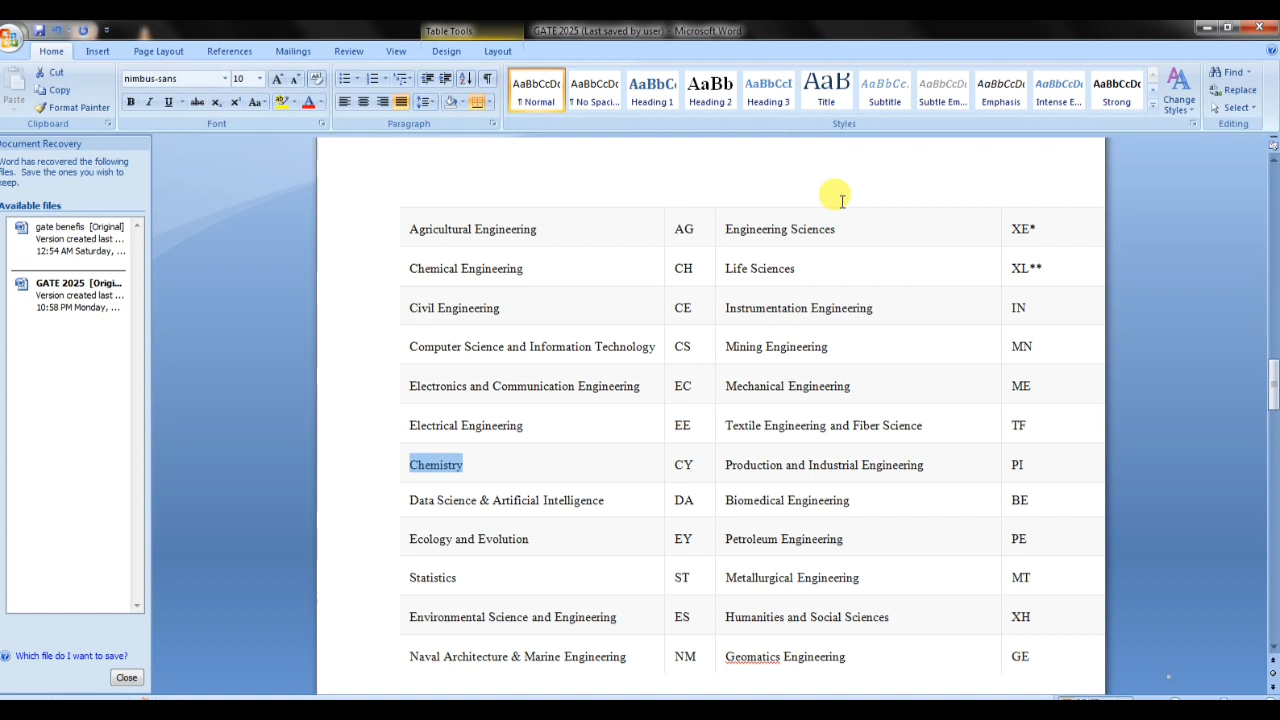 Table Tools
GATE 2025 (Last saved by user) - Microsoft Word
Home Insert Page Layout References Mailings Review View Design Layout
Cut
Copy
Format Painter
Paste
Clipboard
nimbus-sans 10
Font
Paragraph
AaBbCcDc AaBbCcDc AaBbC AaBb AaBbCcI AaB AaBbCc. AaBbCcDc AaBbCcDc AaBbCcDc AaBbCcDc
¶ Normal ¶ No Spaci... Heading 1 Heading 2 Heading 3 Title Subtitle Subtle Em... Emphasis Intense E... Strong
Change Styles
Styles
Find
Replace
Select
Editing
Document Recovery
Word has recovered the following
files. Save the ones you wish to
keep.
Available files
gate benefis [Original]
Version created last ...
12:54 AM Saturday, ...
GATE 2025 [Origi...
Version created last ...
10:58 PM Monday, ...
Which file do I want to save?
Close
Agricultural Engineering AG Engineering Sciences XE*
Chemical Engineering CH Life Sciences XL**
Civil Engineering CE Instrumentation Engineering IN
Computer Science and Information Technology CS Mining Engineering MN
Electronics and Communication Engineering EC Mechanical Engineering ME
Electrical Engineering EE Textile Engineering and Fiber Science TF
Chemistry CY Production and Industrial Engineering PI
Data Science & Artificial Intelligence DA Biomedical Engineering BE
Ecology and Evolution EY Petroleum Engineering PE
Statistics ST Metallurgical Engineering MT
Environmental Science and Engineering ES Humanities and Social Sciences XH
Naval Architecture & Marine Engineering NM Geomatics Engineering GE